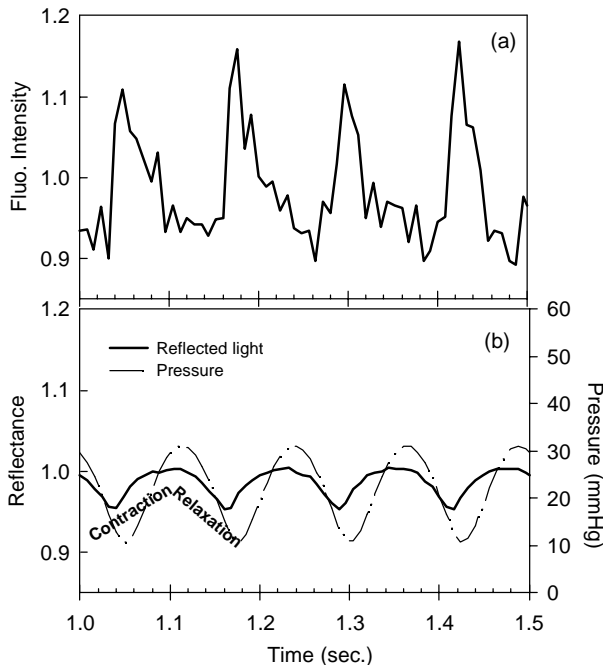 1.2
(a)
1.1
Fluo. Intensity
1.0
0.9
1.2
60
(b)
Reflected light
50
Pressure
1.1
40
Reflectance
Pressure (mmHg)
30
1.0
20
Contraction
Relaxation
0.9
10
0
1.0 1.1 1.2 1.3 1.4 1.5
Time (sec.)